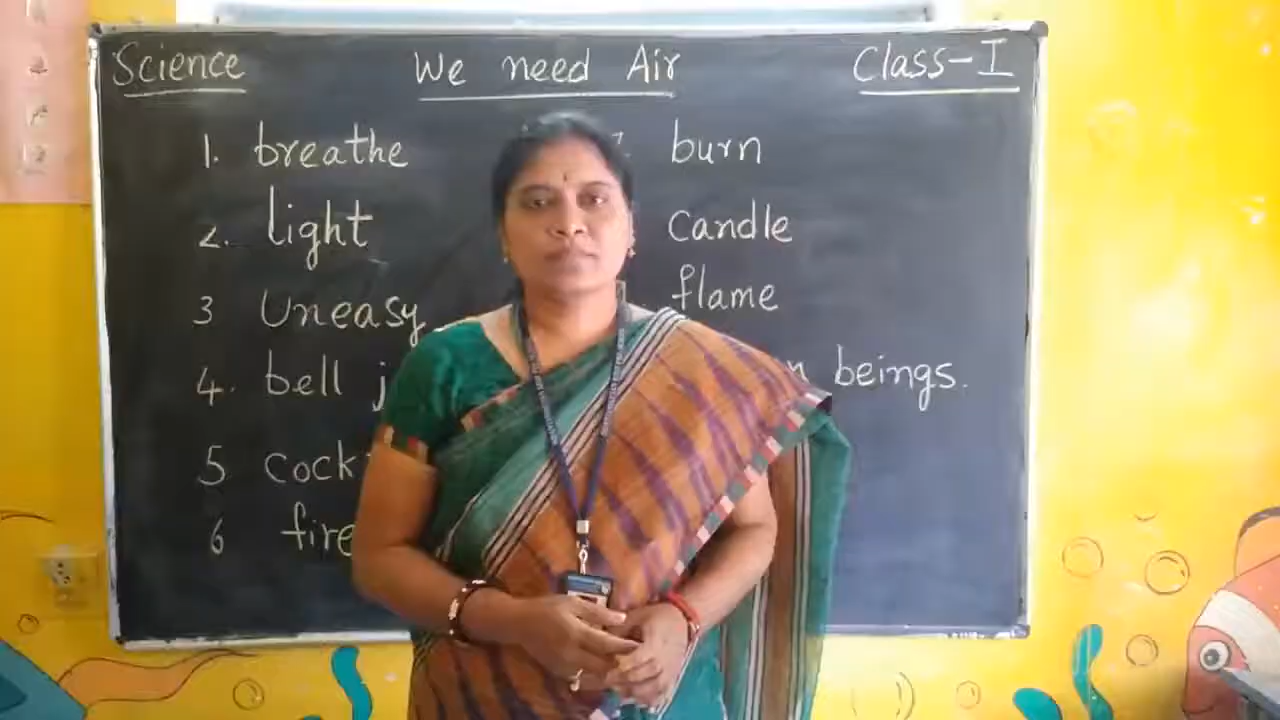 Science We need Air Class-I
1. breathe 7. burn
2. light candle
3 Uneasy flame
4. bell beings.
5
6 fire